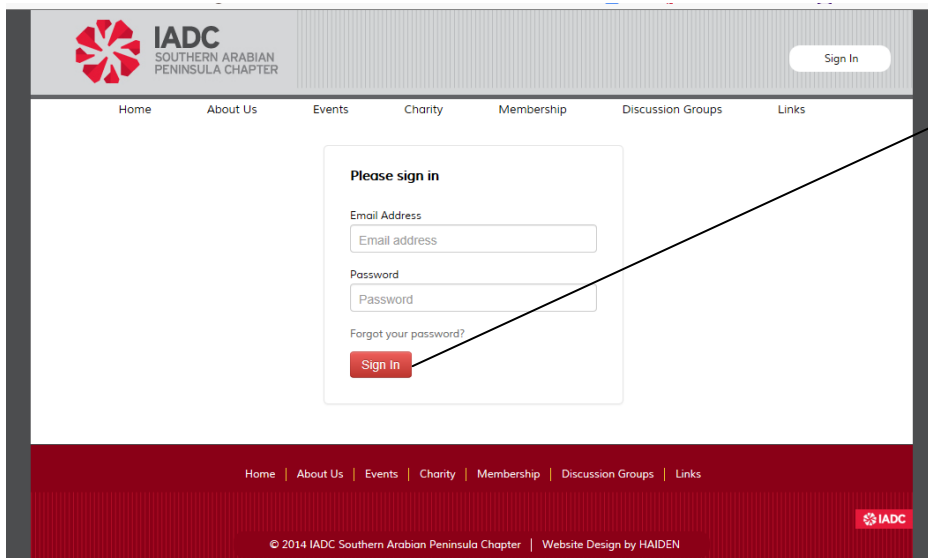 IADC
SOUTHERN ARABIAN
PENINSULA CHAPTER
Sign In
Home About Us Events Charity Membership Discussion Groups Links
Please sign in
Email Address
Email address
Password
Password
Forgot your password?
Sign In
Home | About Us | Events | Charity | Membership | Discussion Groups | Links
IADC
© 2014 IADC Southern Arabian Peninsula Chapter | Website Design by HAIDEN